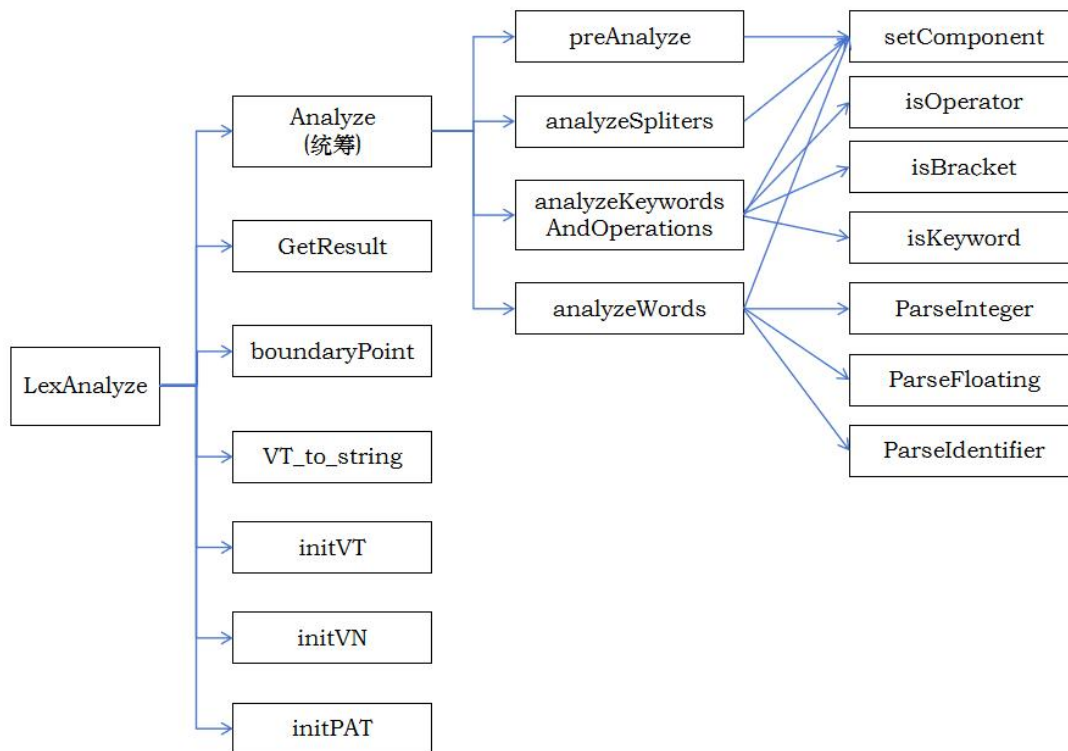 LexAnalyze
Analyze
(统筹)
GetResult
boundaryPoint
VT_to_string
initVT
initVN
initPAT
preAnalyze
analyzeSpliters
analyzeKeywords
AndOperations
analyzeWords
setComponent
isOperator
isBracket
isKeyword
ParseInteger
ParseFloating
ParseIdentifier